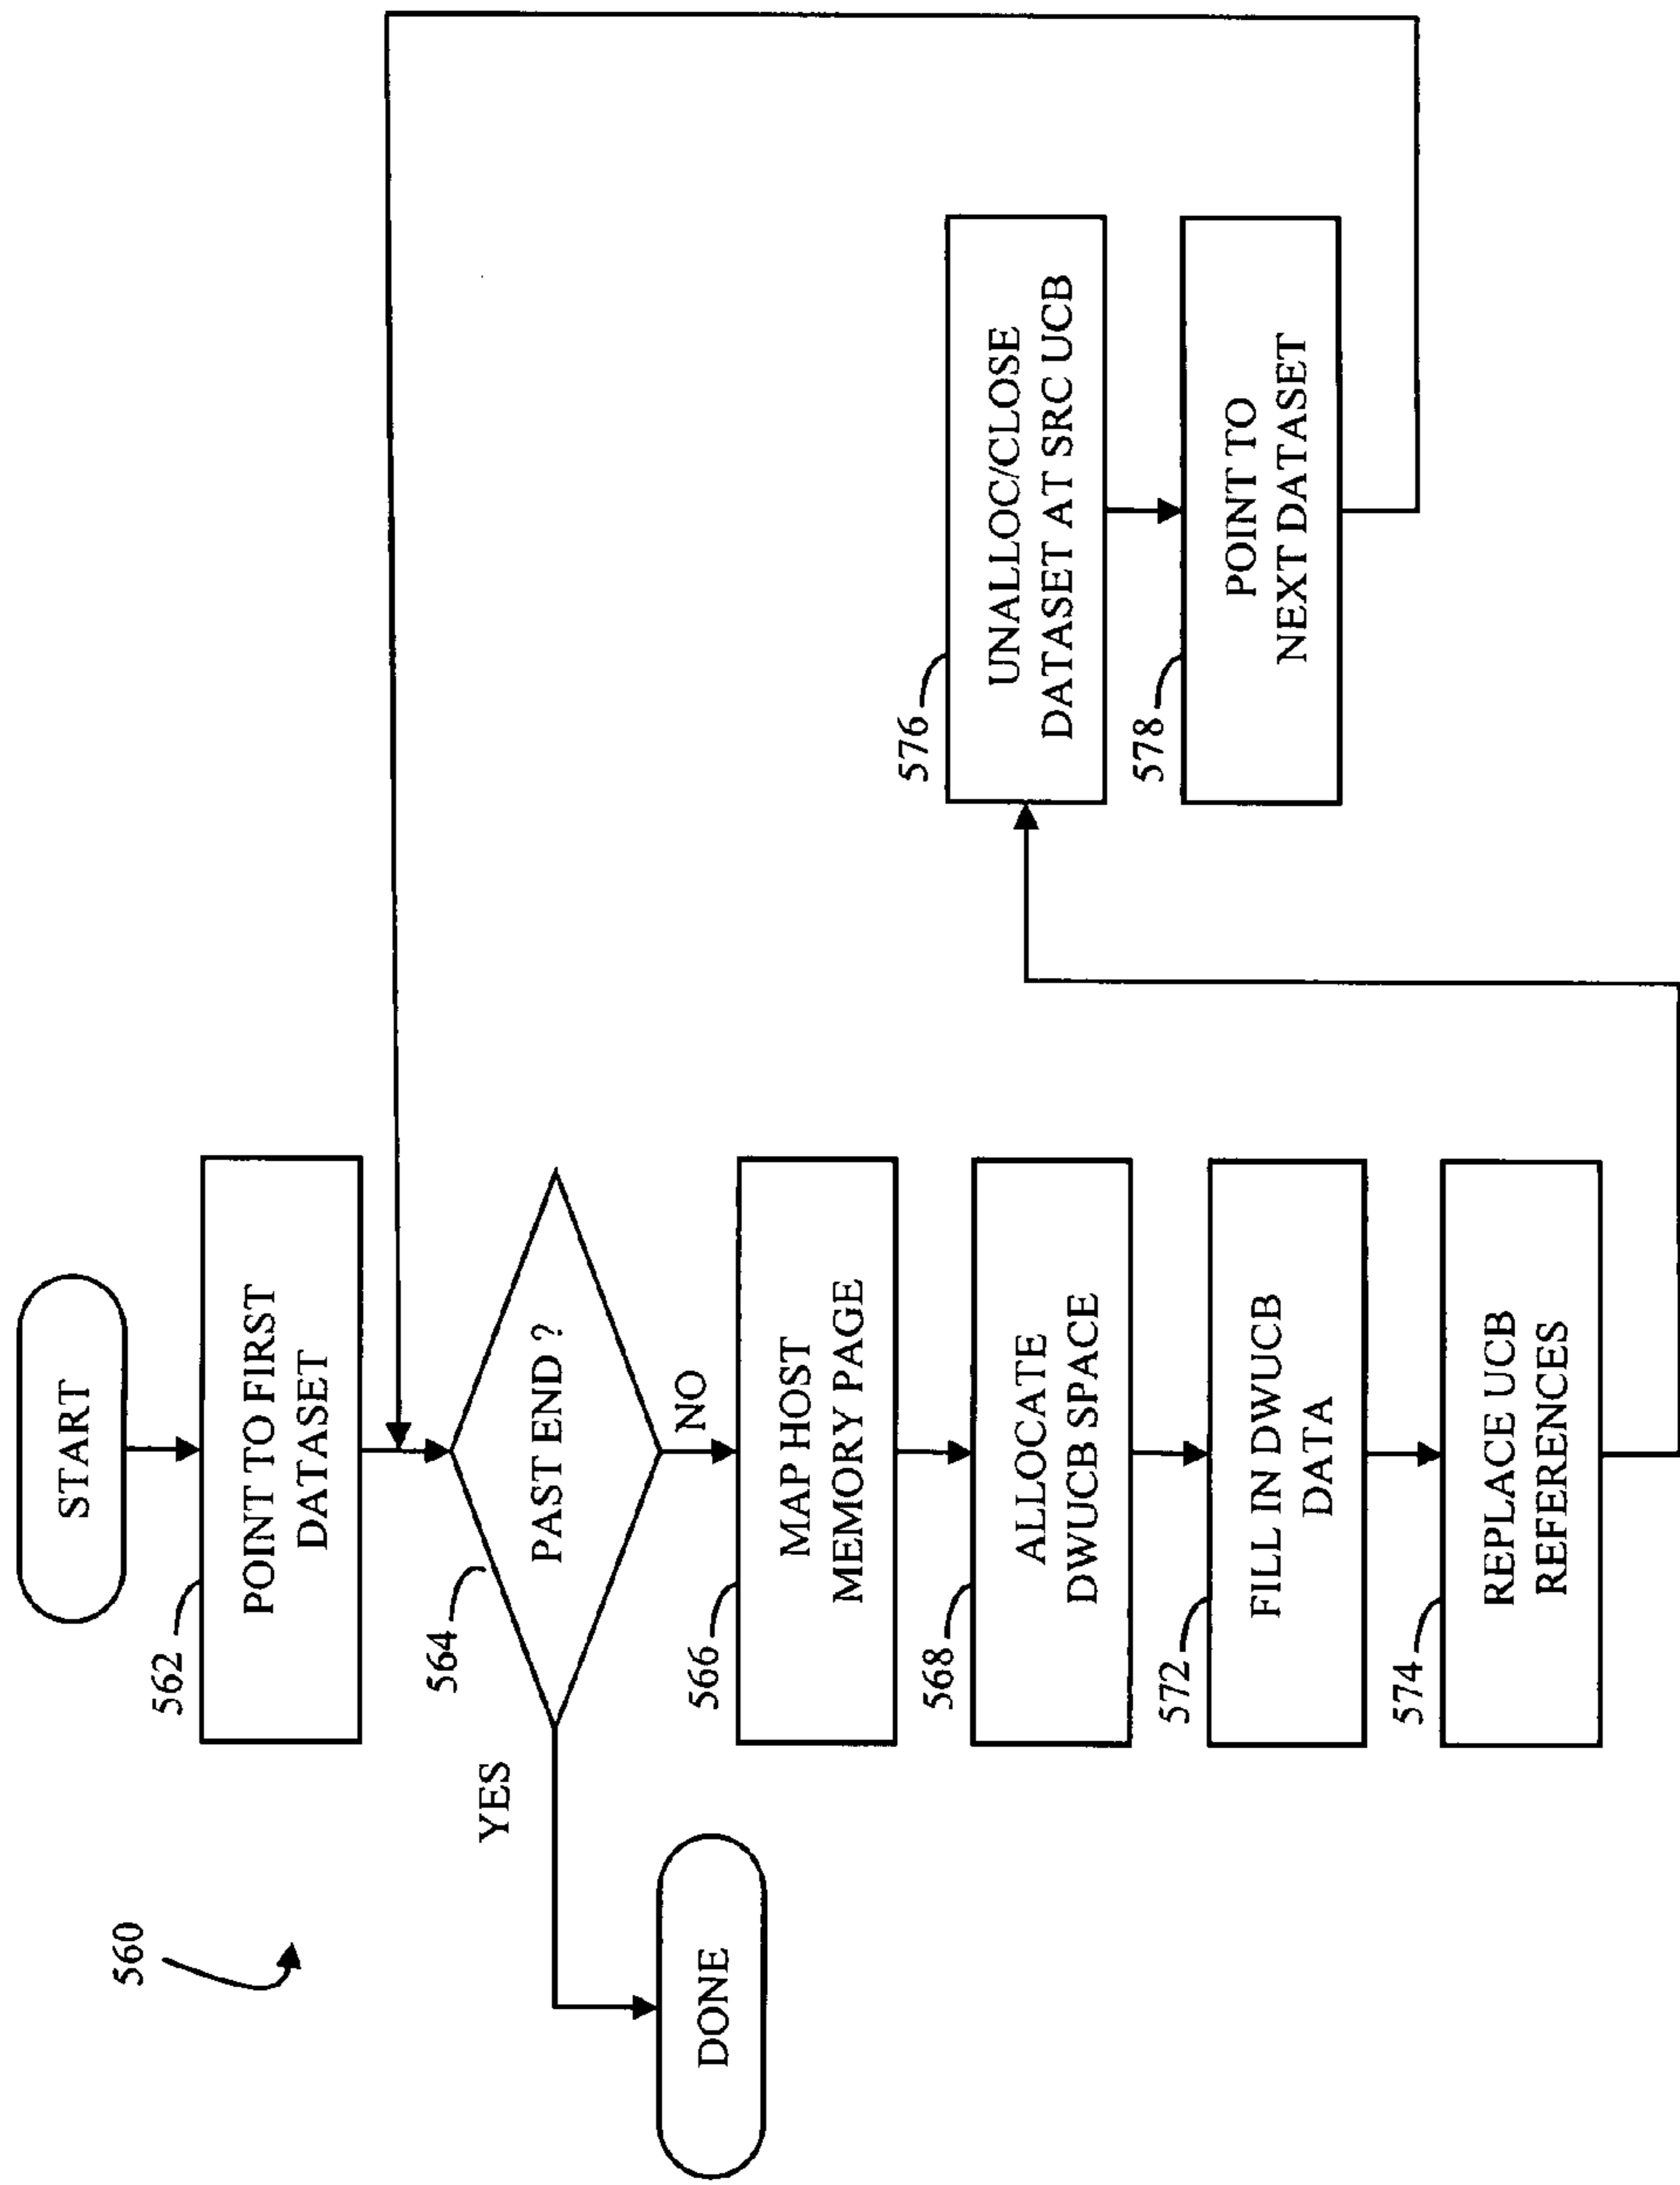 560
START
562
POINT TO FIRST
DATASET
564
PAST END ?
YES
NO
DONE
566
MAP HOST
MEMORY PAGE
568
ALLOCATE
DWUCB SPACE
572
FILL IN DWUCB
DATA
574
REPLACE UCB
REFERENCES
576
UNALLOC/CLOSE
DATASET AT SRC UCB
578
POINT TO
NEXT DATASET